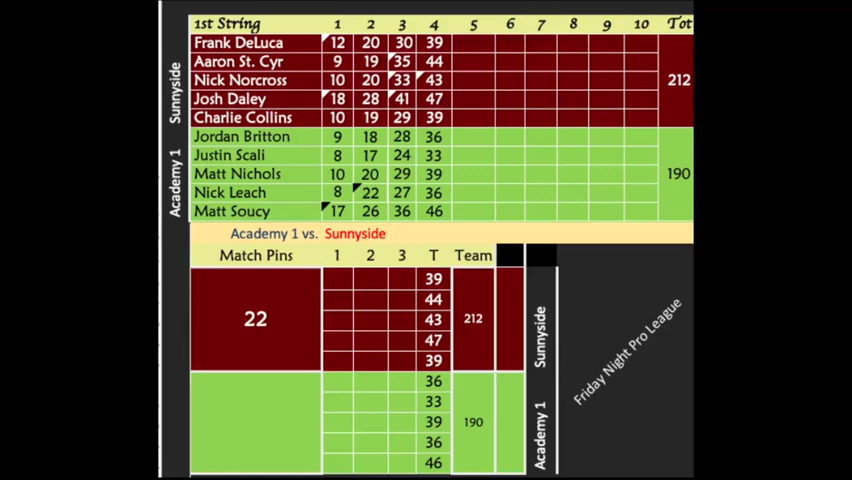 1st String 1 2 3 4 5 6 7 8 9 10 Tot
Sunnyside
Frank DeLuca 12 20 30 39
Aaron St. Cyr 9 19 35 44
Nick Norcross 10 20 33 43 212
Josh Daley 18 28 41 47
Charlie Collins 10 19 29 39
Academy 1
Jordan Britton 9 18 28 36
Justin Scali 8 17 24 33
Matt Nichols 10 20 29 39 190
Nick Leach 8 22 27 36
Matt Soucy 17 26 36 46
Academy 1 vs. Sunnyside
Match Pins 1 2 3 T Team
39
44
22 43 212 Sunnyside
47
39
36
33
39 190 Academy 1
36
46
Friday Night Pro League